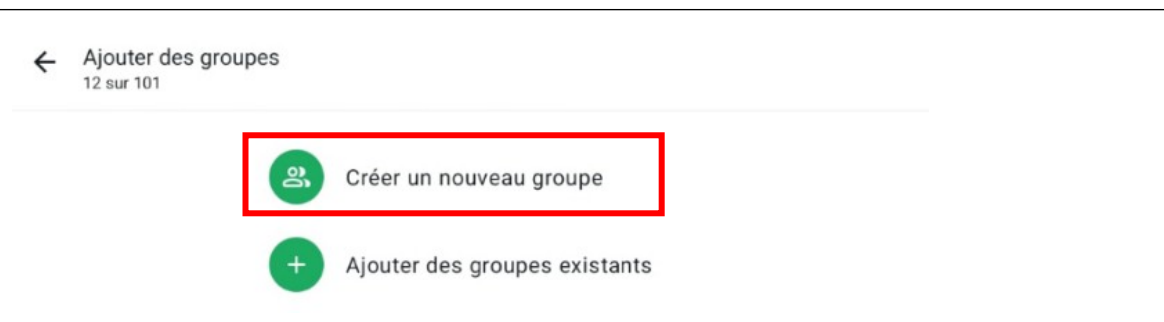 Ajouter des groupes
12 sur 101
Créer un nouveau groupe
Ajouter des groupes existants